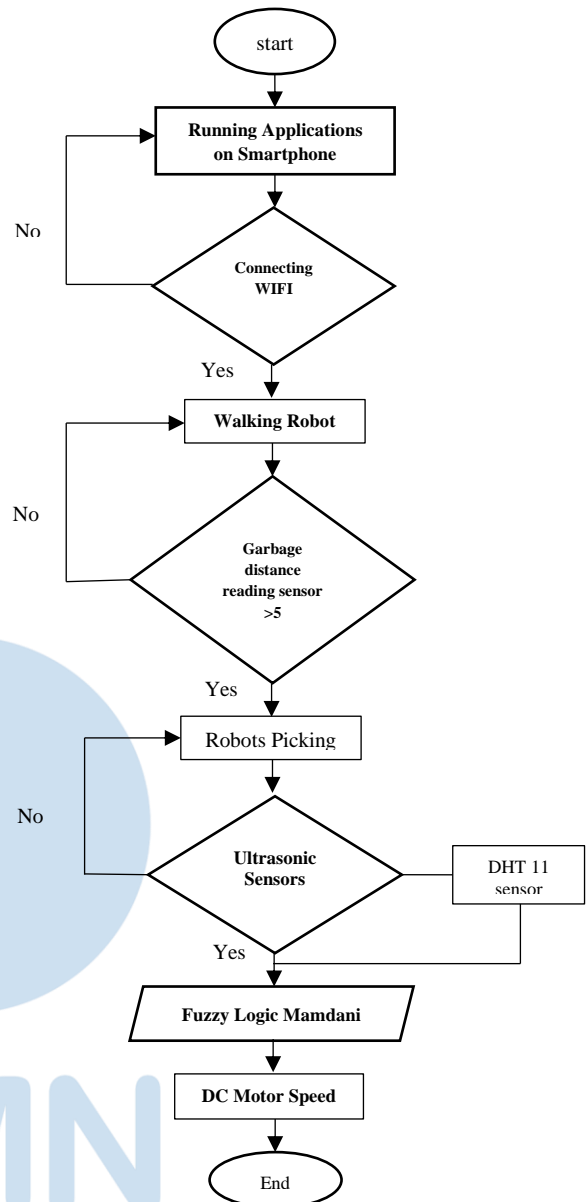 start
Running Applications
on Smartphone
No
Connecting
WIFI
Yes
Walking Robot
No
Garbage
distance
reading sensor
>5
Yes
Robots Picking
No
Ultrasonic
Sensors
DHT 11
sensor
Yes
Fuzzy Logic Mamdani
DC Motor Speed
End